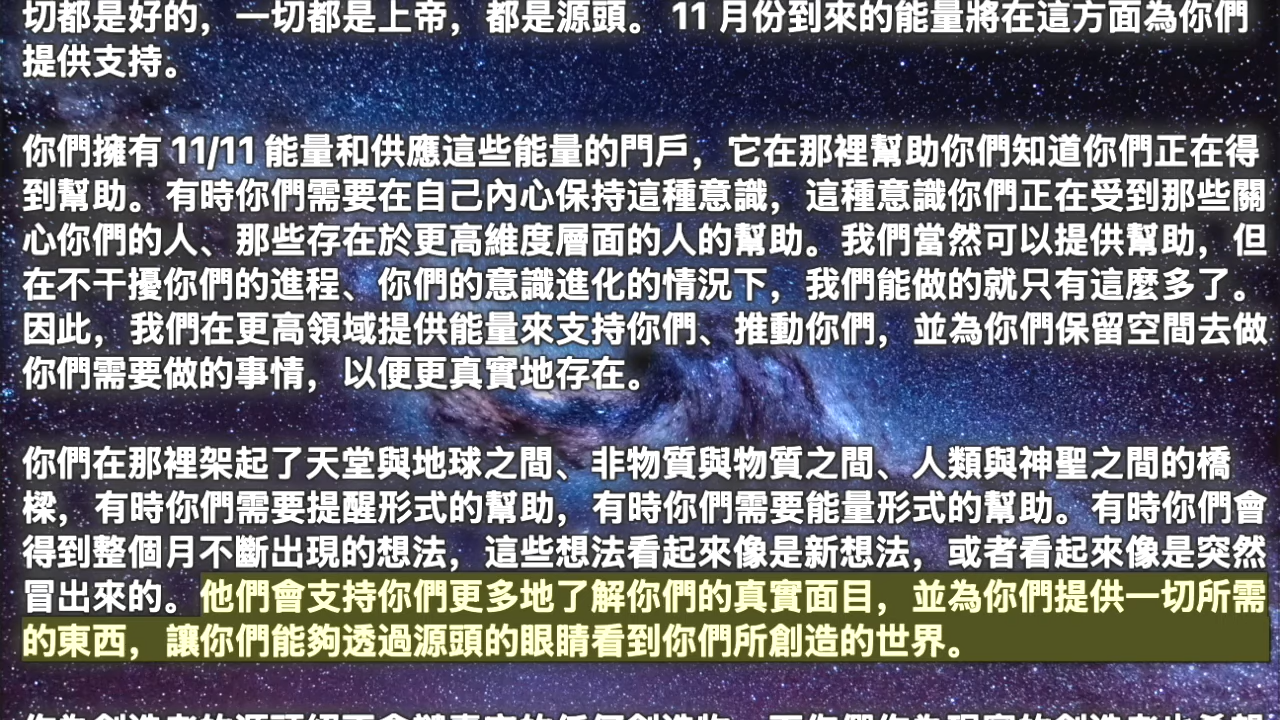 切都是好的，一切都是上帝，都是源頭。 11 月份到來的能量將在這方面為你們
提供支持。
你們擁有 11/11 能量和供應這些能量的門戶，它在那裡幫助你們知道你們正在得
到幫助。有時你們需要在自己內心保持這種意識，這種意識你們正在受到那些關
心你們的人、那些存在於更高維度層面的人的幫助。我們當然可以提供幫助，但
在不干擾你們的進程、你們的意識進化的情況下，我們能做的就只有這麼多了。
因此，我們在更高領域提供能量來支持你們、推動你們，並為你們保留空間去做
你們需要做的事情，以便更真實地存在。
你們在那裡架起了天堂與地球之間、非物質與物質之間、人類與神聖之間的橋
樑，有時你們需要提醒形式的幫助，有時你們需要能量形式的幫助。有時你們會
得到整個月不斷出現的想法，這些想法看起來像是新想法，或者看起來像是突然
冒出來的。他們會支持你們更多地了解你們的真實面目，並為你們提供一切所需
的東西，讓你們能夠透過源頭的眼睛看到你們所創造的世界。